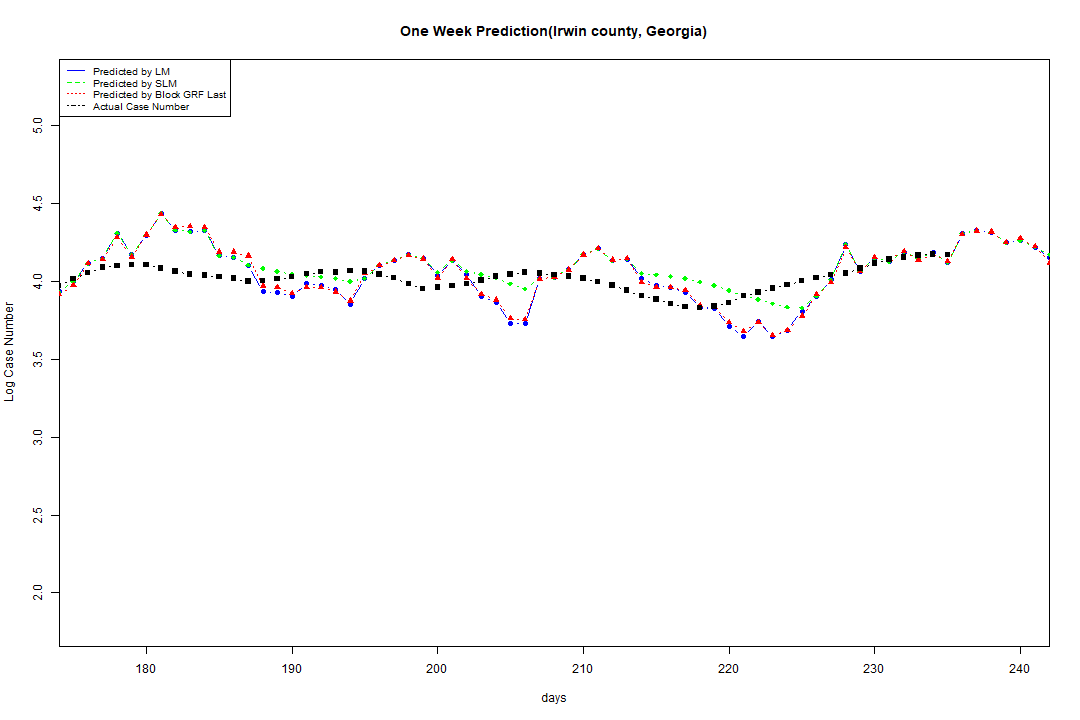 One Week Prediction(Irwin county, Georgia)
Predicted by LM
Predicted by SLM
Predicted by Block GRF Last
Actual Case Number
5.0
4.5
4.0
3.5
3.0
2.5
2.0
Log Case Number
180 190 200 210 220 230 240
days